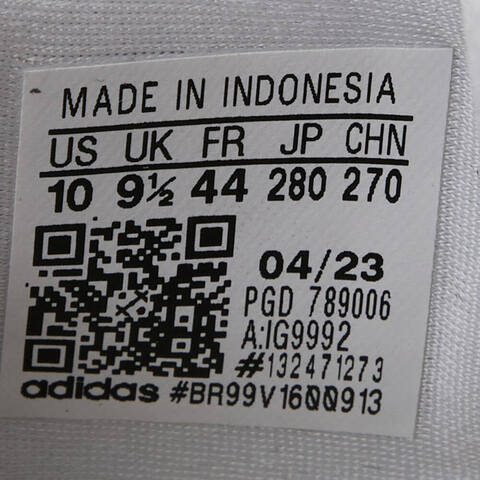 MADE IN INDONESIA
US UK FR JP CHN
10 9½ 44 280 270
04/23
PGD 789006
A:IG9992
#132471273
adidas #BR99V1600913